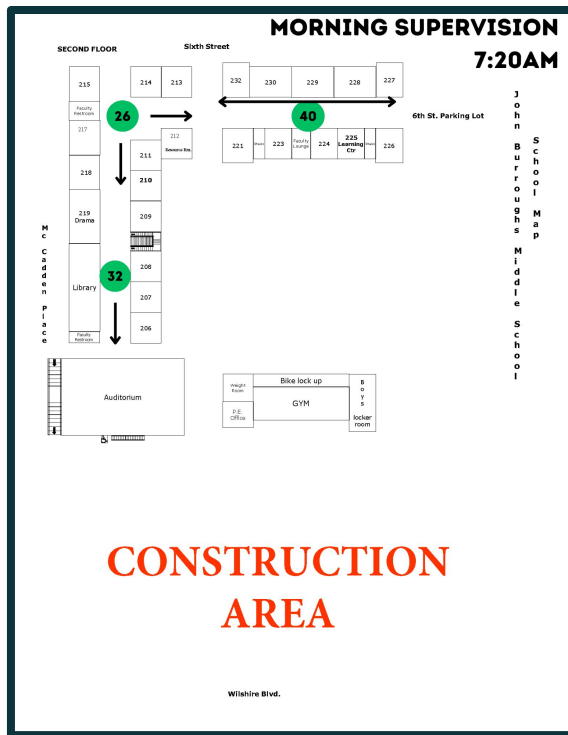 MORNING SUPERVISION
7:20AM
SECOND FLOOR
Sixth Street
215
214
213
232
230
229
228
227
Faculty
Restroom
26
40
6th St. Parking Lot
217
212
Resource Rm.
211
221
Stairs
223
Faculty
Lounge
224
225
Learning
Ctr
Stairs
226
218
210
219
Drama
209
Mc Cadden Place
John Burroughs Middle School
School Map
32
208
Library
207
206
Faculty
Restroom
Auditorium
Weight
Room
Bike lock up
GYM
P.E.
Office
Boys
locker
room
CONSTRUCTION
AREA
Wilshire Blvd.